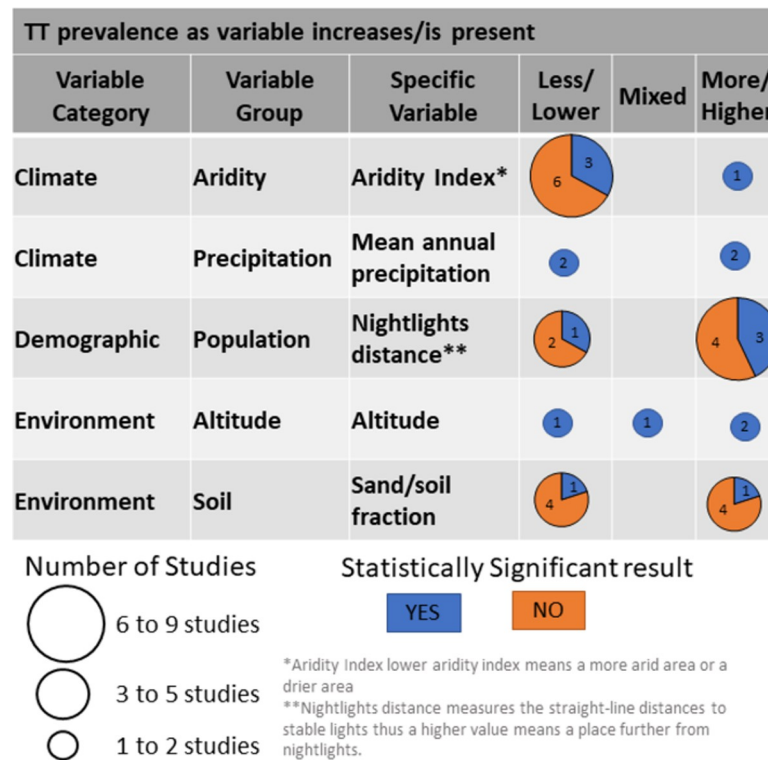 TT prevalence as variable increases/is present
Variable Category
Variable Group
Specific Variable
Less/ Lower
Mixed
More/ Higher
Climate
Aridity
Aridity Index*
3
6
1
Climate
Precipitation
Mean annual
precipitation
2
2
Demographic
Population
Nightlights
distance**
1
2
3
4
Environment
Altitude
Altitude
1
1
2
Environment
Soil
Sand/soil
fraction
1
4
1
4
Number of Studies
6 to 9 studies
3 to 5 studies
1 to 2 studies
Statistically Significant result
YES
NO
*Aridity Index lower aridity index means a more arid area or a
drier area
**Nightlights distance measures the straight-line distances to
stable lights thus a higher value means a place further from
nightlights.